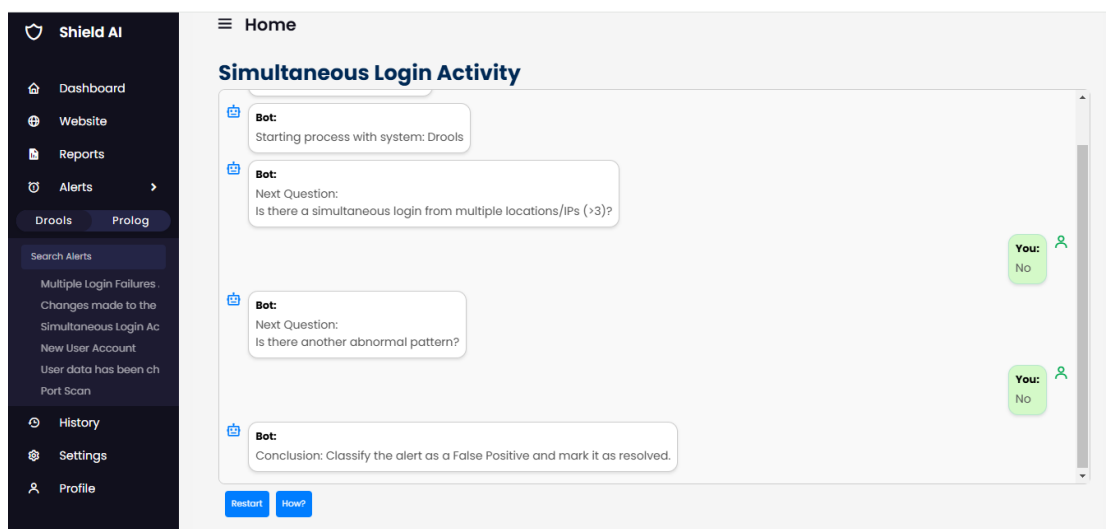 Shield AI
Dashboard
Website
Reports
Alerts
Drools Prolog
Search Alerts
Multiple Login Failures .
Changes made to the
Simultaneous Login Ac
New User Account
User data has been ch
Port Scan
History
Settings
Profile
Home
Simultaneous Login Activity
Bot:
Starting process with system: Drools
Bot:
Next Question:
Is there a simultaneous login from multiple locations/IPs (>3)?
You:
No
Bot:
Next Question:
Is there another abnormal pattern?
You:
No
Bot:
Conclusion: Classify the alert as a False Positive and mark it as resolved.
Restart How?